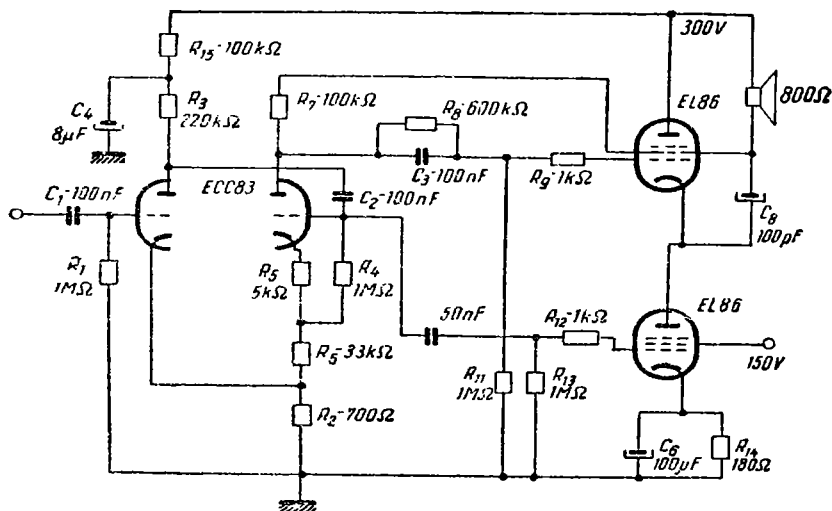 300V
R15-100kΩ
C4
8μF
R3
220kΩ
R7-100kΩ
R8-600kΩ
EL86
800Ω
C1-100nF
ECC83
C2-100nF
C3-100nF
R9-1kΩ
C8
100pF
R1
1MΩ
R5
5kΩ
R4
1MΩ
50nF
R12-1kΩ
EL86
150V
R5-33kΩ
R11
1MΩ
R13
1MΩ
R2-700Ω
C6
100μF
R14
180Ω